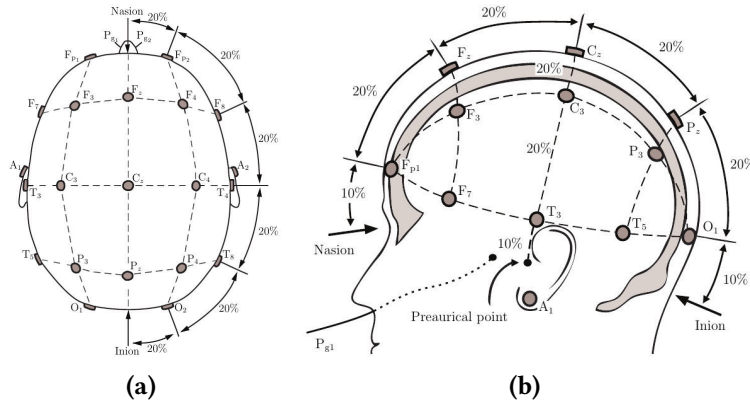 Nasion
20%
Pg1 Pg2
Fp1 Fp2
20%
F7 F3 Fz F4 F8
20%
A1 A2
T3 C3 Cz C4 T4
20%
T5 P3 Pz P4 T8
O1 O2
20%
Inion
20%
(a)
20%
Fz Cz
20%
20%
20%
F3 C3 Pz
20%
P3
20%
Fp1
10%
F7
T3 T5 O1
Nasion
10%
10%
Preaurical point
A1
Inion
Pg1
(b)